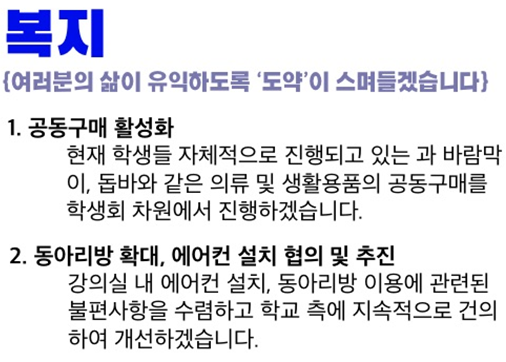 복지
{여러분의 삶이 유익하도록 ‘도약’이 스며들겠습니다}
1. 공동구매 활성화
현재 학생들 자체적으로 진행되고 있는 과 바람막
이, 돕바와 같은 의류 및 생활용품의 공동구매를
학생회 차원에서 진행하겠습니다.
2. 동아리방 확대, 에어컨 설치 협의 및 추진
강의실 내 에어컨 설치, 동아리방 이용에 관련된
불편사항을 수렴하고 학교 측에 지속적으로 건의
하여 개선하겠습니다.